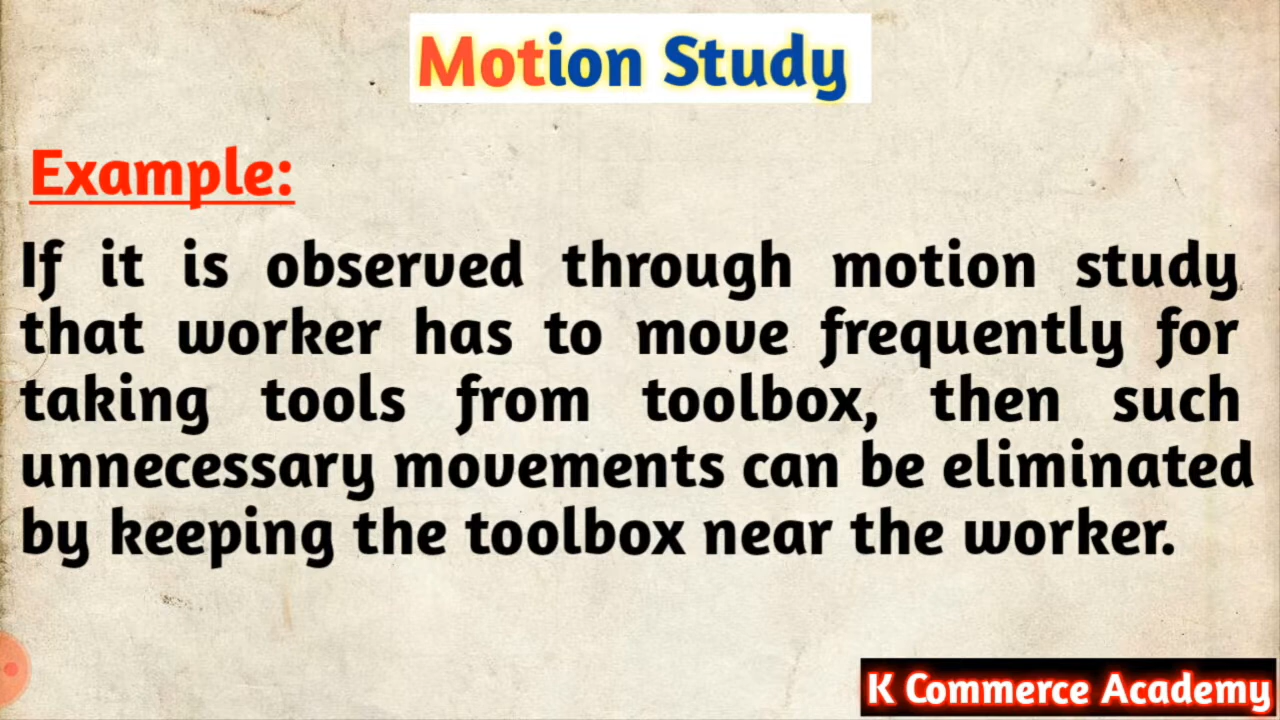 Motion Study
Example:
If it is observed through motion study
that worker has to move frequently for
taking tools from toolbox, then such
unnecessary movements can be eliminated
by keeping the toolbox near the worker.
K Commerce Academy